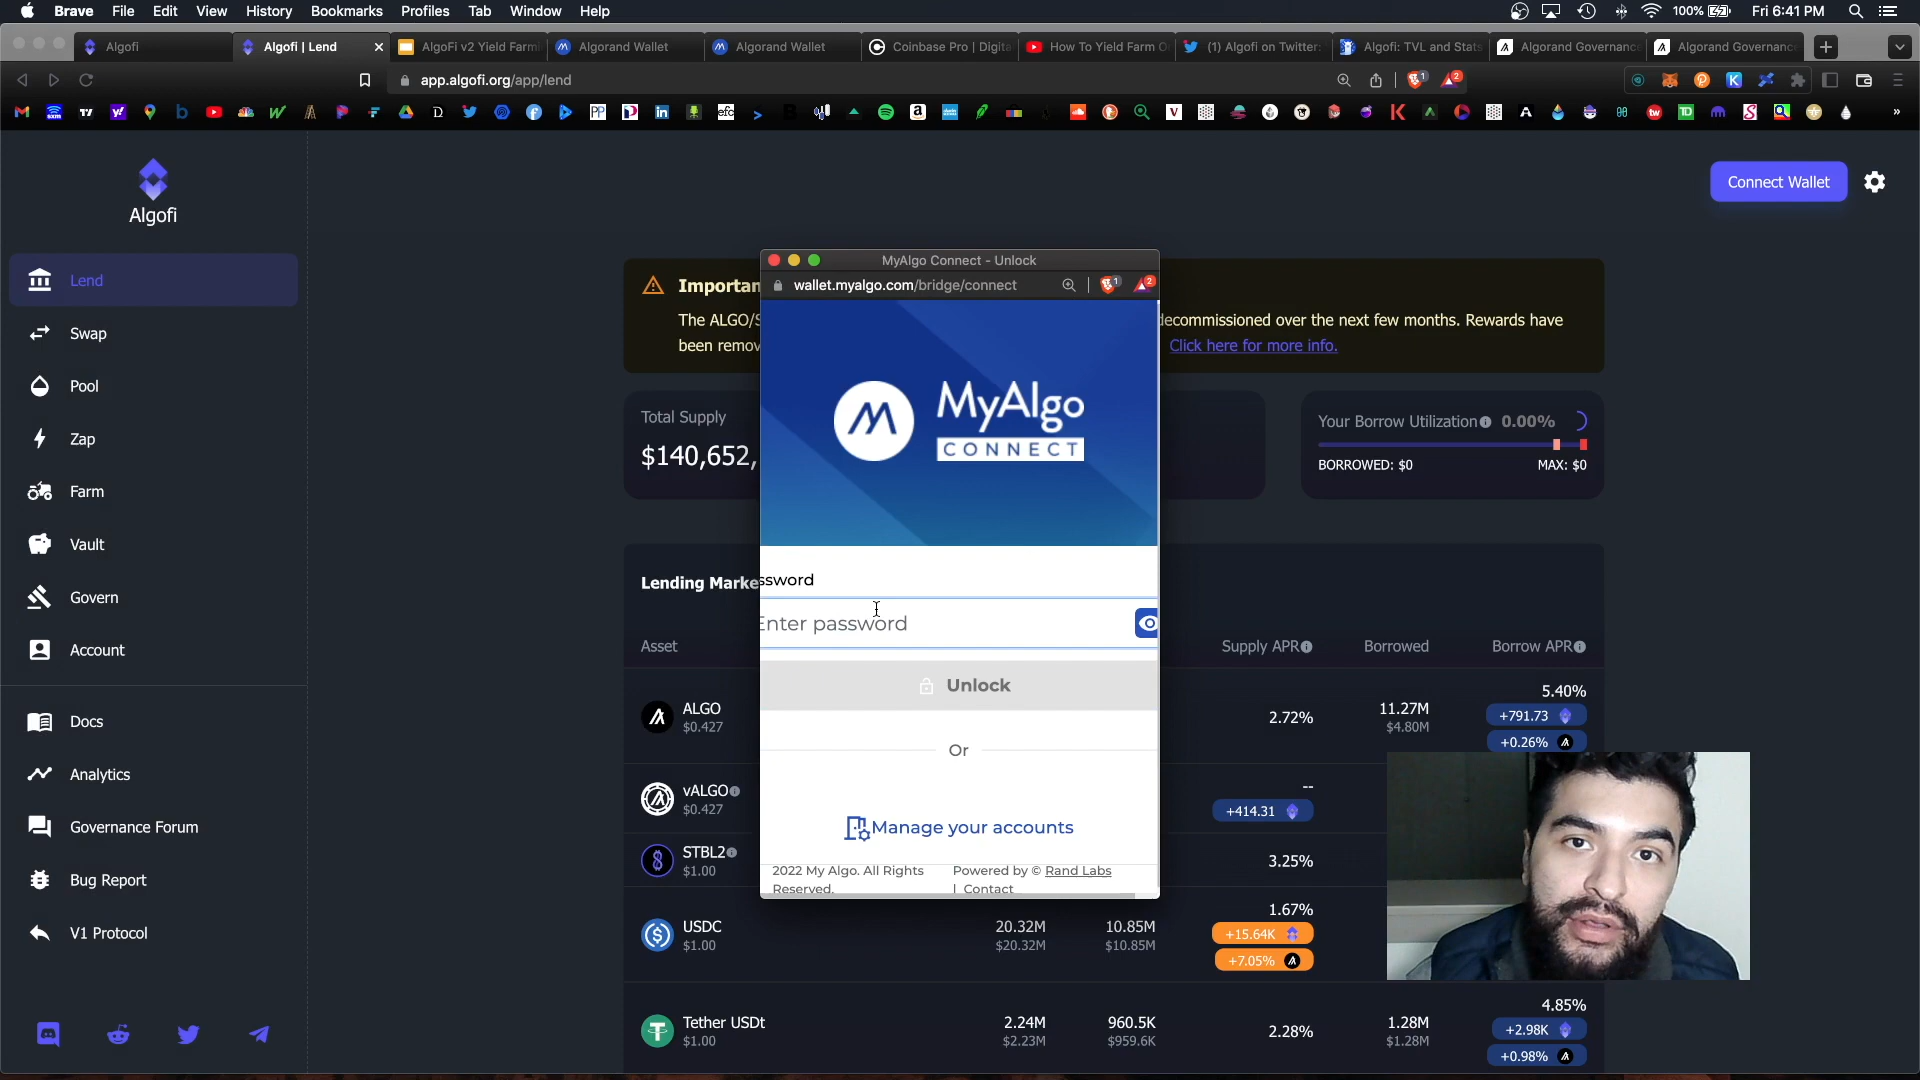 Brave File Edit View History Bookmarks Profiles Tab Window Help 100% Fri 6:41 PM
Algofi Algofi | Lend AlgoFi v2 Yield Farmi Algorand Wallet Algorand Wallet Coinbase Pro | Digita How To Yield Farm O (1) Algofi on Twitter: Algofi: TVL and Stats Algorand Governanc Algorand Governanc
app.algofi.org/app/lend
Algofi
Connect Wallet
Lend
Swap
Pool
Zap
Farm
Vault
Govern
Account
Docs
Analytics
Governance Forum
Bug Report
V1 Protocol
Importan
The ALGO/S
decommissioned over the next few months. Rewards have
been remov
Click here for more info.
Total Supply
$140,652,
Your Borrow Utilization 0.00%
BORROWED: $0 MAX: $0
MyAlgo Connect - Unlock
wallet.myalgo.com/bridge/connect
MyAlgo
CONNECT
ssword
Enter password
Unlock
Or
Manage your accounts
2022 My Algo. All Rights
Reserved.
Powered by © Rand Labs
| Contact
Lending Marke
Asset Supply APR Borrowed Borrow APR
ALGO
$0.427
2.72%
11.27M
$4.80M
5.40%
+791.73
+0.26%
vALGO
$0.427
--
+414.31
STBL2
$1.00
3.25%
USDC
$1.00
20.32M
$20.32M
10.85M
$10.85M
1.67%
+15.64K
+7.05%
Tether USDt
$1.00
2.24M
$2.23M
960.5K
$959.6K
2.28%
1.28M
$1.28M
4.85%
+2.98K
+0.98%